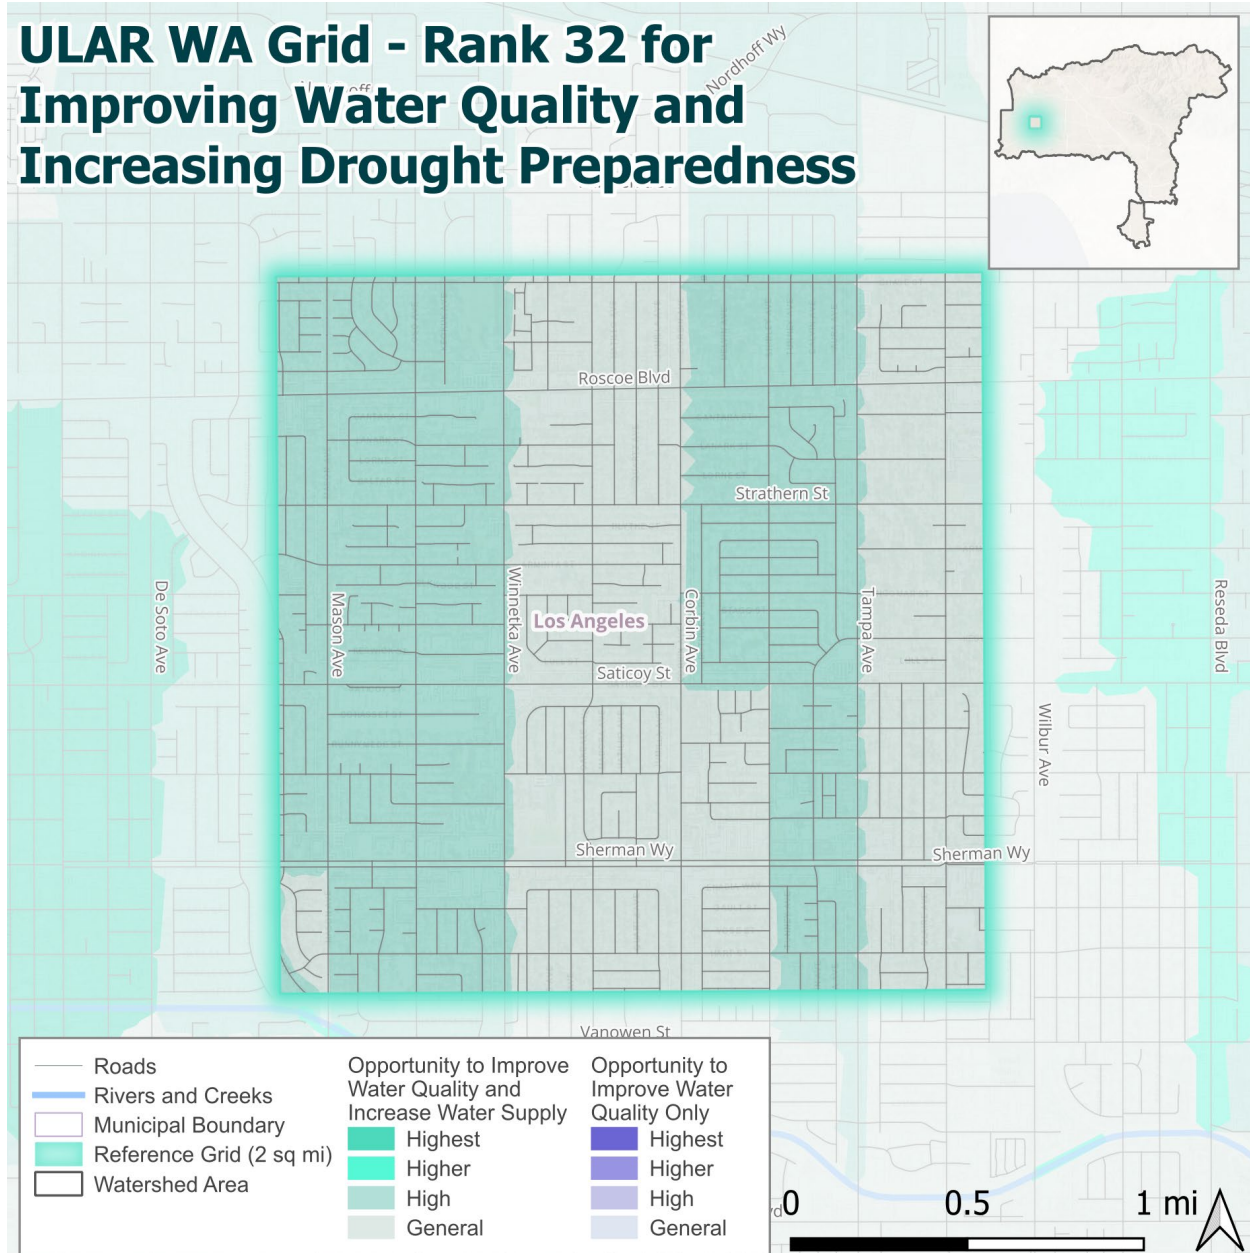 ULAR WA Grid - Rank 32 for
Improving Water Quality and
Increasing Drought Preparedness
Nordhoff Wy
Roscoe Blvd
Strathern St
De Soto Ave
Mason Ave
Winnetka Ave
Los Angeles
Corbin Ave
Tampa Ave
Reseda Blvd
Saticoy St
Wilbur Ave
Sherman Wy
Sherman Wy
Vanowen St
Roads
Rivers and Creeks
Municipal Boundary
Reference Grid (2 sq mi)
Watershed Area
Opportunity to Improve
Water Quality and
Increase Water Supply
Highest
Higher
High
General
Opportunity to
Improve Water
Quality Only
Highest
Higher
High
General
0 0.5 1 mi